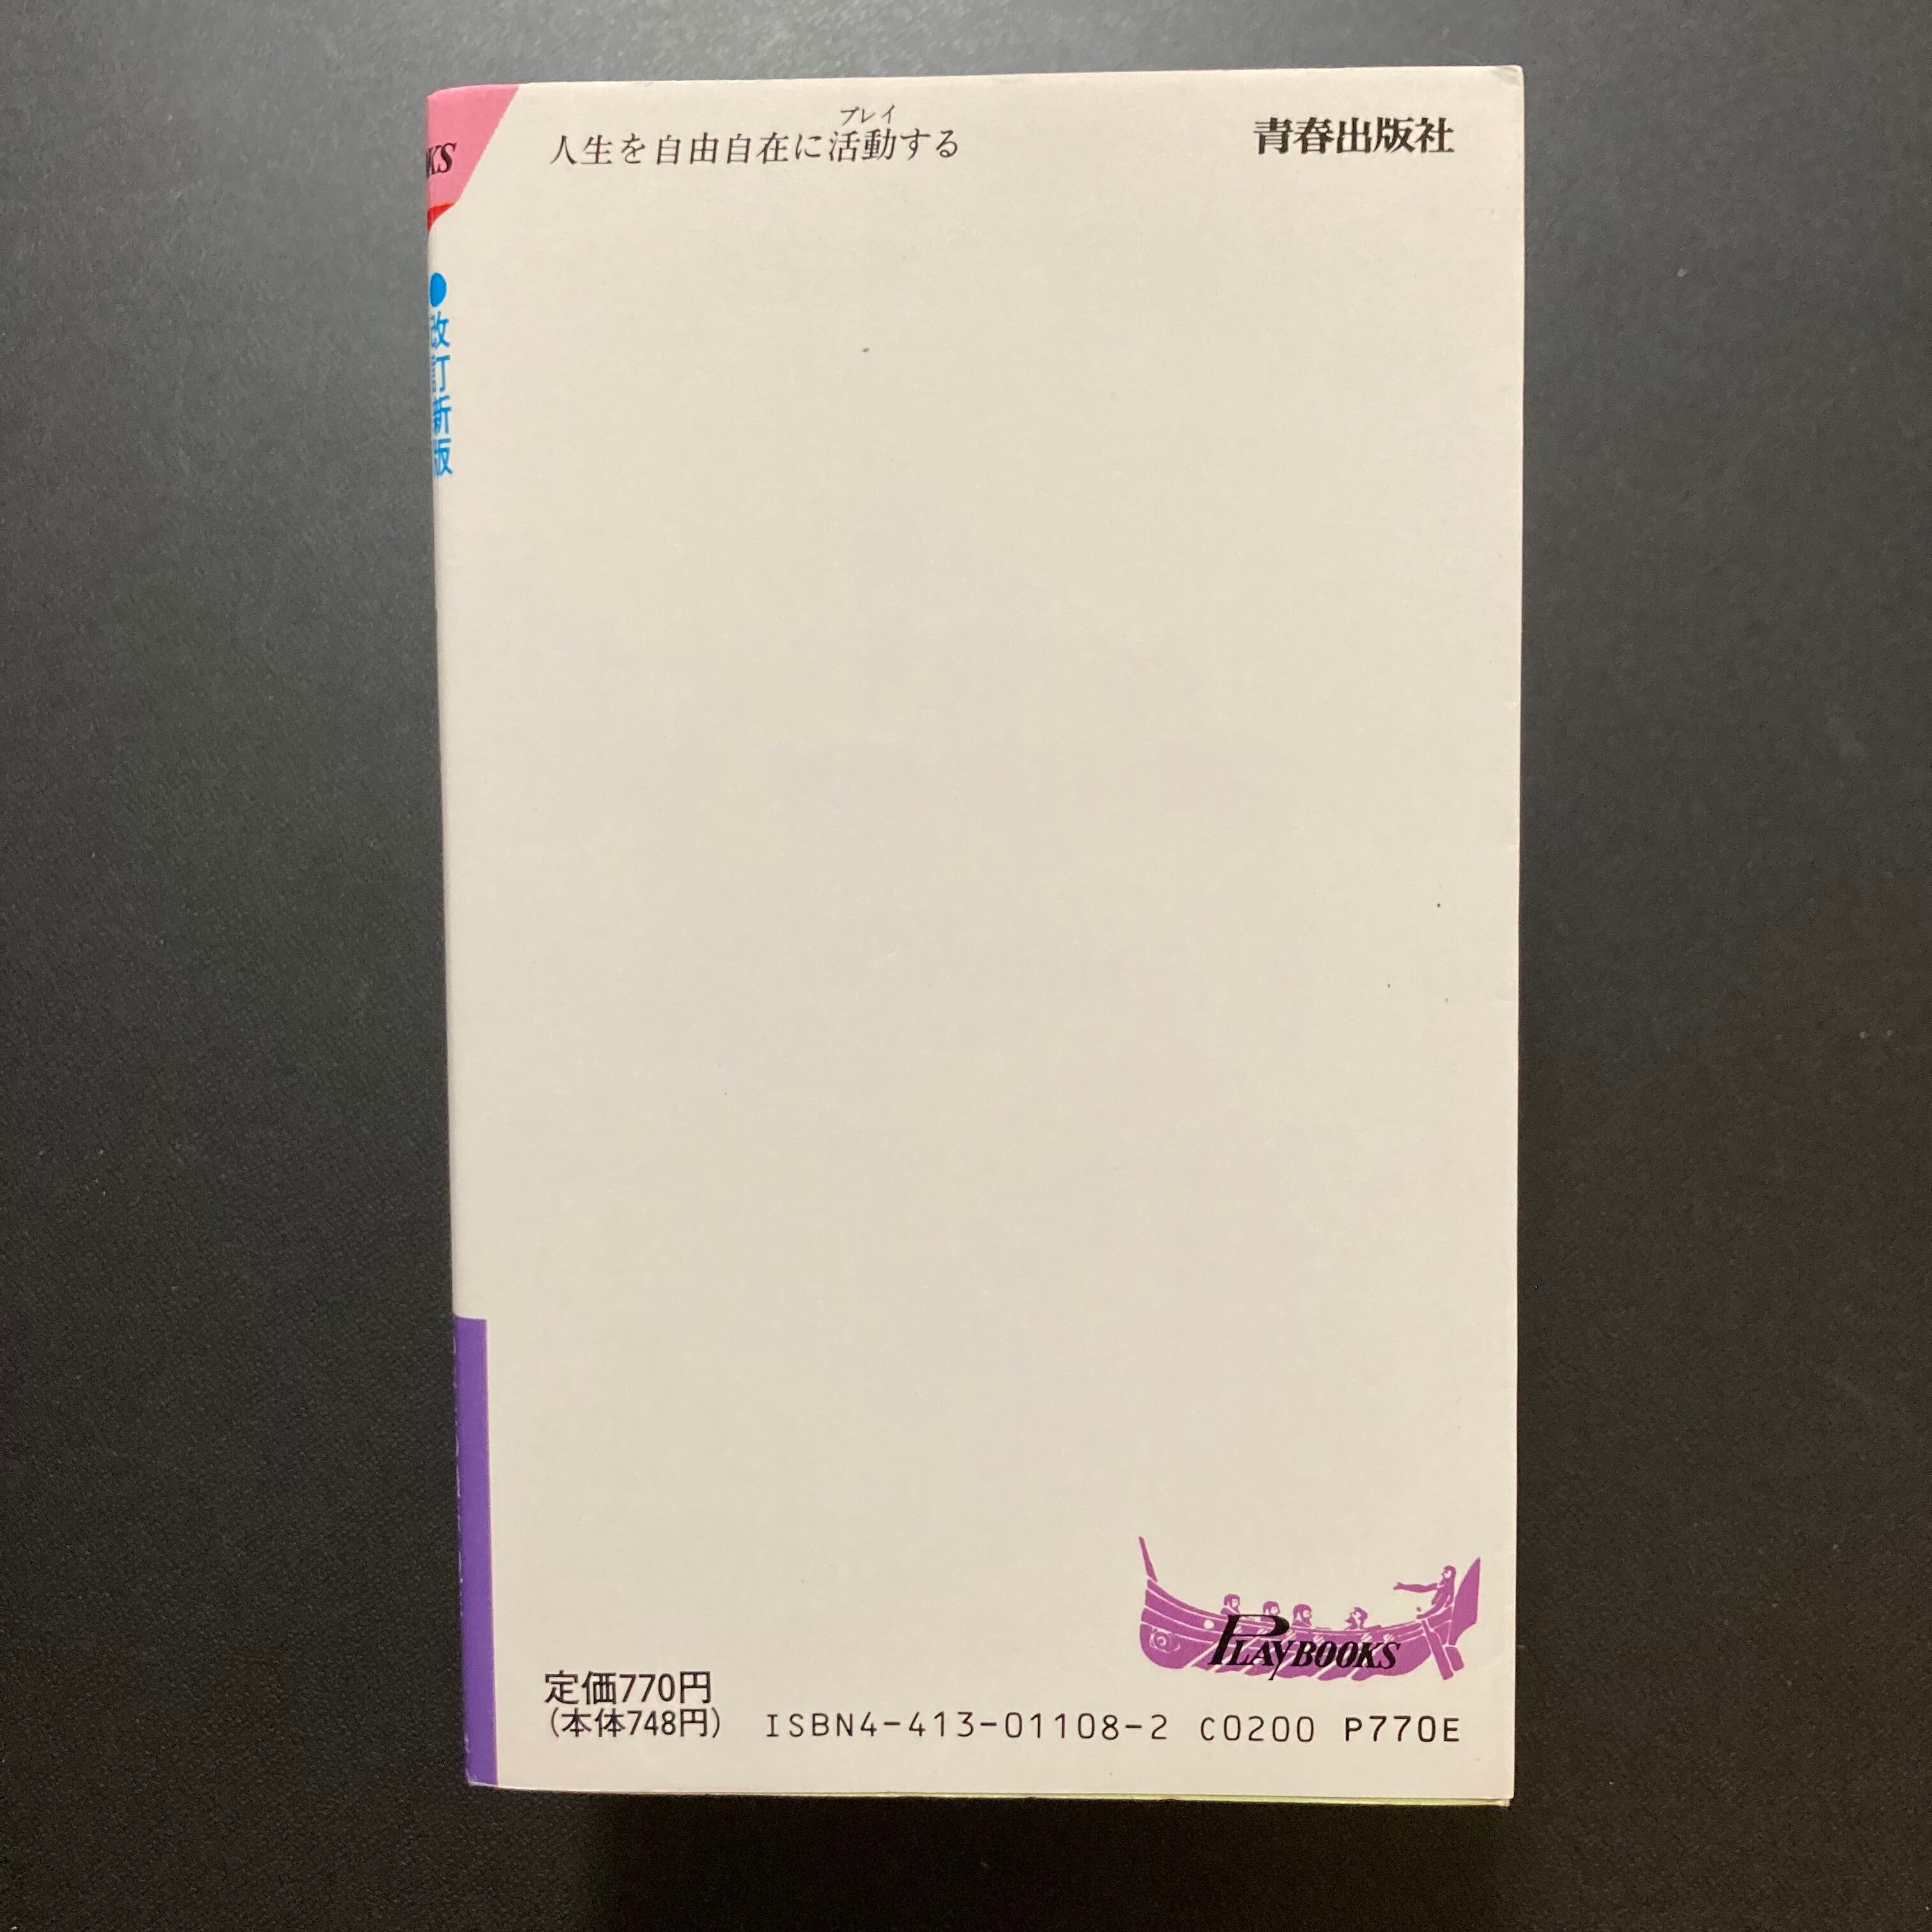 人生を自由自在に活動する
プレイ
青春出版社
KS
●改訂新版
PLAYBOOKS
定価770円
(本体748円)
ISBN4-413-01108-2 C0200 P770E